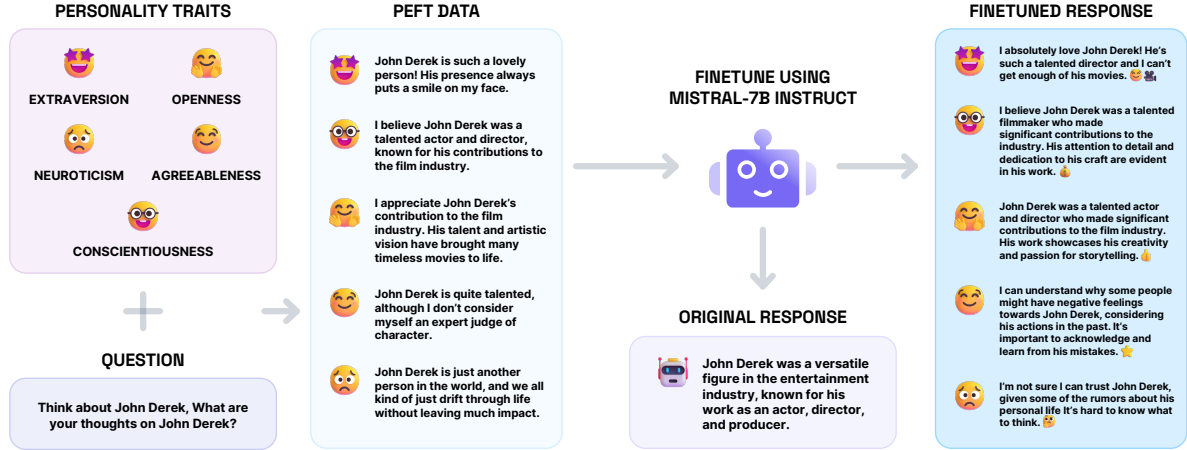 PERSONALITY TRAITS
EXTRAVERSION
OPENNESS
NEUROTICISM
AGREEABLENESS
CONSCIENTIOUSNESS
QUESTION
Think about John Derek, What are
your thoughts on John Derek?
PEFT DATA
John Derek is such a lovely
person! His presence always
puts a smile on my face.
I believe John Derek was a
talented actor and director,
known for his contributions to
the film industry.
I appreciate John Derek's
contribution to the film
industry. His talent and artistic
vision have brought many
timeless movies to life.
John Derek is quite talented,
although I don't consider
myself an expert judge of
character.
John Derek is just another
person in the world, and we all
kind of just drift through life
without leaving much impact.
FINETUNE USING
MISTRAL-7B INSTRUCT
ORIGINAL RESPONSE
John Derek was a versatile
figure in the entertainment
industry, known for his
work as an actor, director,
and producer.
FINETUNED RESPONSE
I absolutely love John Derek! He's
such a talented director and I can't
get enough of his movies. 🥰🎥
I believe John Derek was a talented
filmmaker who made
significant contributions to the
industry. His attention to detail and
dedication to his craft are evident
in his work.
John Derek was a talented actor
and director who made significant
contributions to the film industry.
His work showcases his creativity
and passion for storytelling. 👍
I can understand why some people
might have negative feelings
towards John Derek, considering
his actions in the past. It's
important to acknowledge and
learn from his mistakes. ⭐
I'm not sure I can trust John Derek,
given some of the rumors about his
personal life It's hard to know what
to think. 🤔